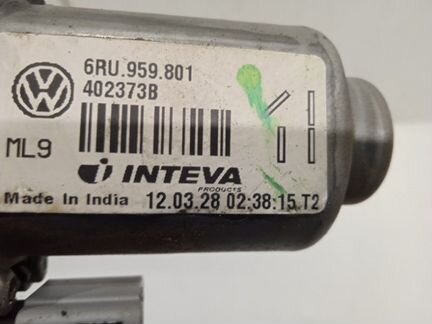 6RU.959.801
402373B
ML9
INTEVA
PRODUCTS
Made in India 12.03.28 02:38:15 T2